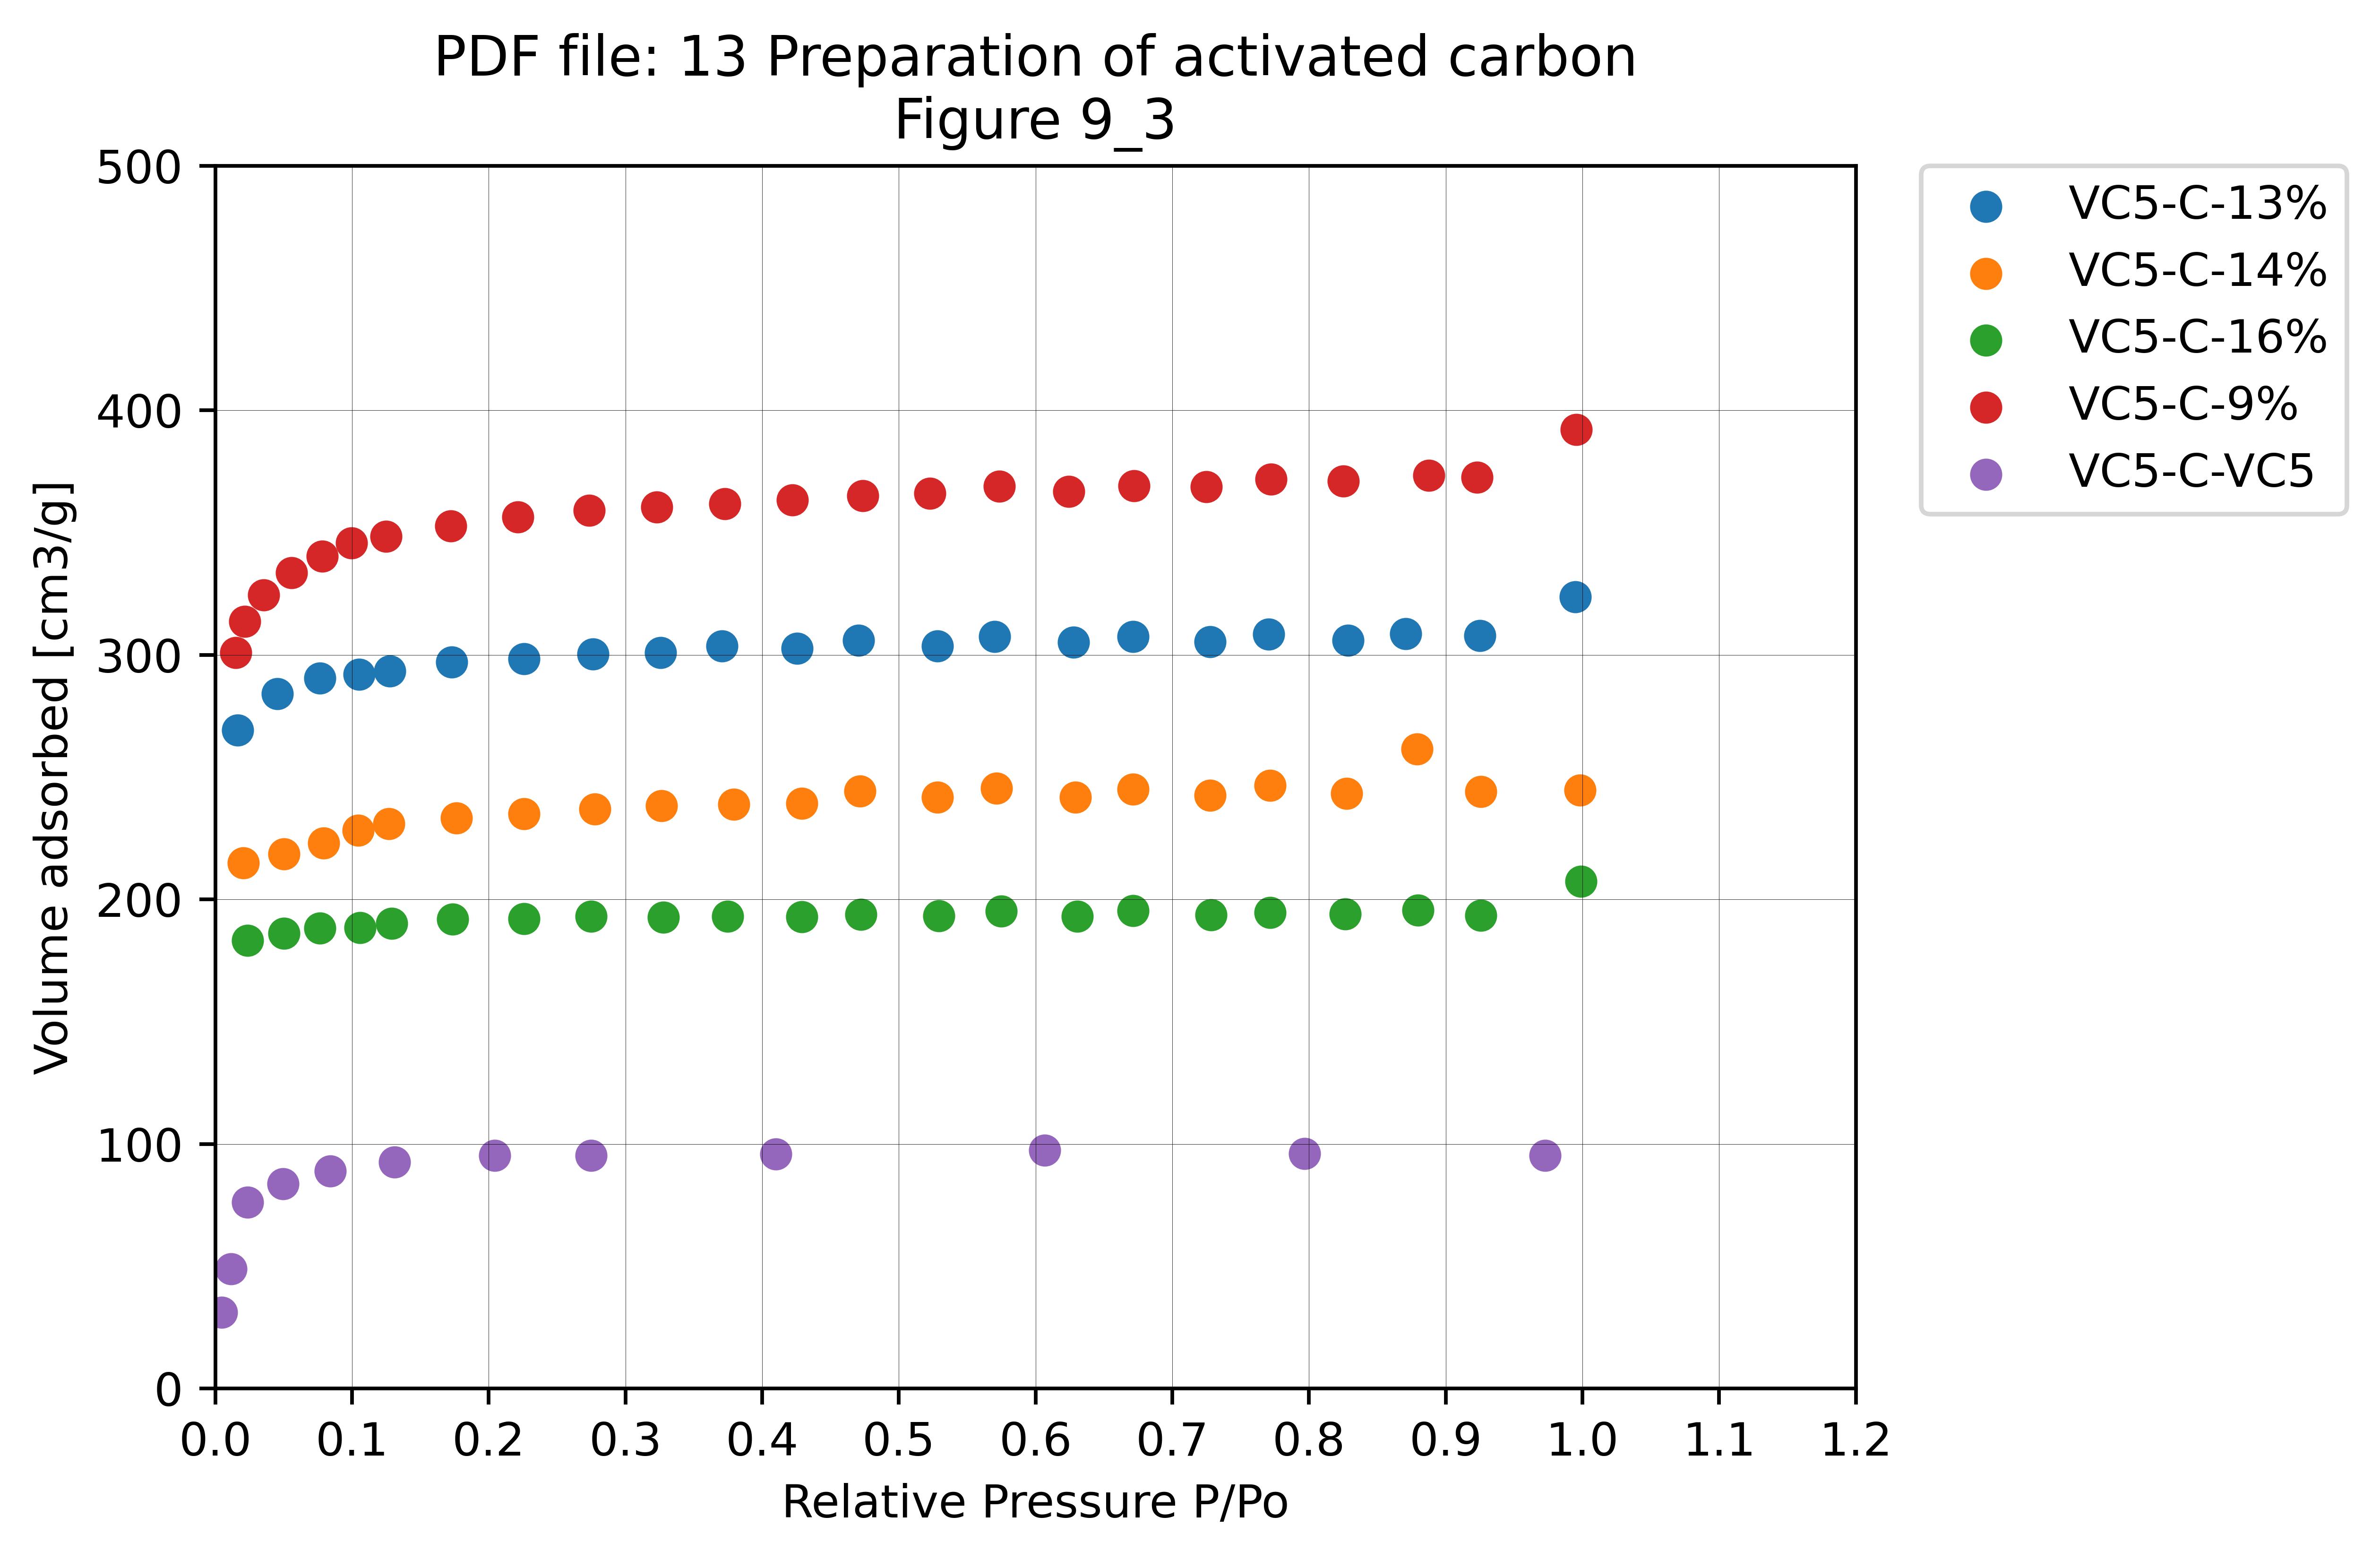 PDF file: 13 Preparation of activated carbon
Figure 9_3
500
400
300
200
100
0
Volume adsorbed [cm3/g]
0.0 0.1 0.2 0.3 0.4 0.5 0.6 0.7 0.8 0.9 1.0 1.1 1.2
Relative Pressure P/Po
VC5-C-13%
VC5-C-14%
VC5-C-16%
VC5-C-9%
VC5-C-VC5